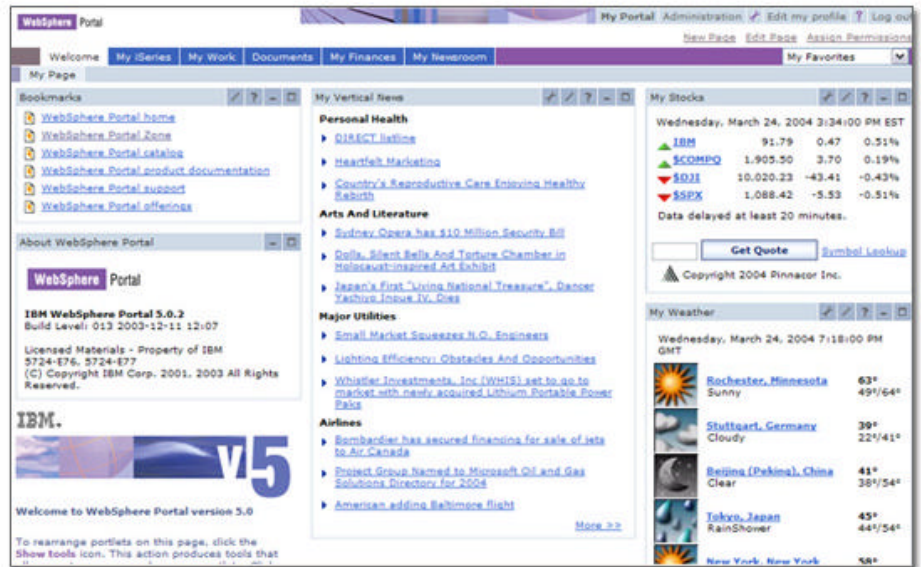 WebSphere Portal
My Portal Administration Edit my profile ? Log out
New Page Edit Page Assign Permissions
Welcome My iSeries My Work Documents My Finances My Newsroom
My Favorites
My Page
Bookmarks
WebSphere Portal home
WebSphere Portal Zone
WebSphere Portal catalog
WebSphere Portal product documentation
WebSphere Portal support
WebSphere Portal offerings
About WebSphere Portal
WebSphere Portal
IBM WebSphere Portal 5.0.2
Build Level: 013 2003-12-11 12:07
Licensed Materials - Property of IBM
5724-E76, 5724-E77
(C) Copyright IBM Corp. 2001, 2003 All Rights
Reserved.
IBM.
v5
Welcome to WebSphere Portal version 5.0
To rearrange portlets on this page, click the
Show tools icon. This action produces tools that
My Vertical News
Personal Health
DIRECT listline
Heartfelt Marketing
Country's Reproductive Care Enjoying Healthy
Rebirth
Arts And Literature
Sydney Opera has $10 Million Security Bill
Dolls, Silent Bells And Torture Chamber in
Holocaust-inspired Art Exhibit
Japan's First "Living National Treasure", Dancer
Yachiyo Inoue IV, Dies
Major Utilities
Small Market Squeezes N.O. Engineers
Lighting Efficiency: Obstacles And Opportunities
Whistler Investments, Inc (WHIS) set to go to
market with newly acquired Lithium Portable Power
Paks
Airlines
Bombardier has secured financing for sale of jets
to Air Canada
Project Group Named to Microsoft Oil and Gas
Solutions Directory for 2004
American adding Baltimore flight
More >>
My Stocks
Wednesday, March 24, 2004 3:34:00 PM EST
IBM 91.79 0.47 0.51%
$COMPQ 1,905.50 3.70 0.19%
$DJI 10,020.23 -43.41 -0.43%
$SPX 1,088.42 -5.53 -0.51%
Data delayed at least 20 minutes.
Get Quote Symbol Lookup
Copyright 2004 Pinnacor Inc.
My Weather
Wednesday, March 24, 2004 7:18:00 PM
GMT
Rochester, Minnesota 63°
Sunny 49°/64°
Stuttgart, Germany 39°
Cloudy 22°/41°
Beijing (Peking), China 41°
Clear 38°/54°
Tokyo, Japan 45°
RainShower 44°/54°
New York, New York 58°